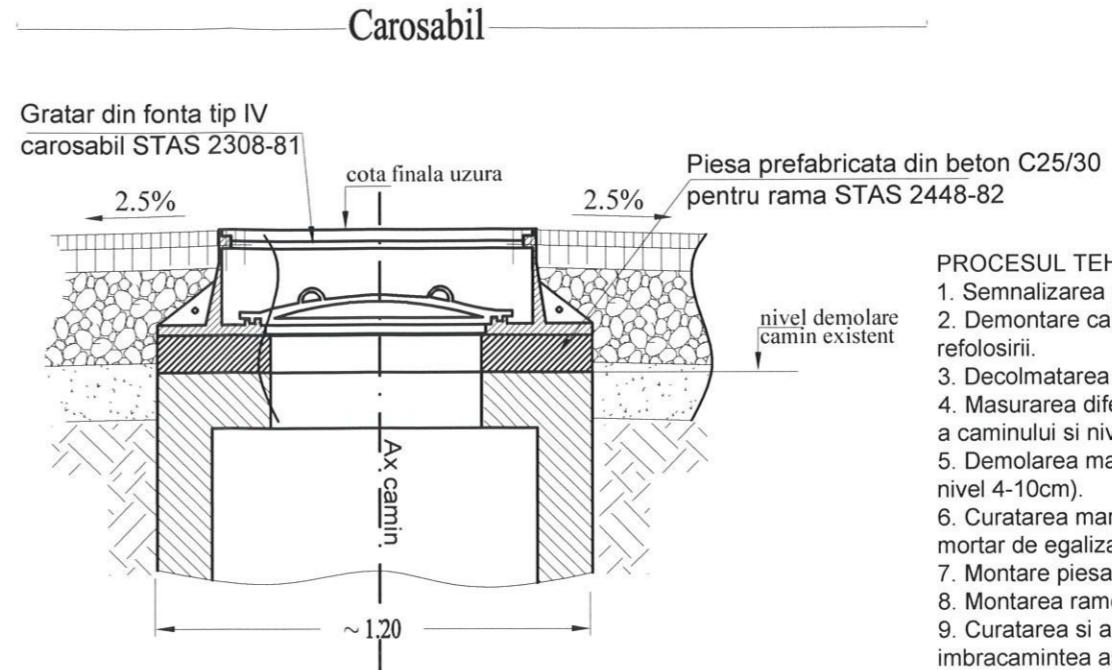 Carosabil
Gratar din fonta tip IV
carosabil STAS 2308-81
cota finala uzura
2.5%
2.5%
Piesa prefabricata din beton C25/30
pentru rama STAS 2448-82
nivel demolare
camin existent
Ax camin
~ 1.20
PROCESUL TEH
1. Semnalizarea
2. Demontare ca
refolosirii.
3. Decolmatarea
4. Masurarea dife
a caminului si niv
5. Demolarea ma
nivel 4-10cm).
6. Curatarea mar
mortar de egaliza
7. Montare piesa
8. Montarea ram
9. Curatarea si a
imbracamintea a